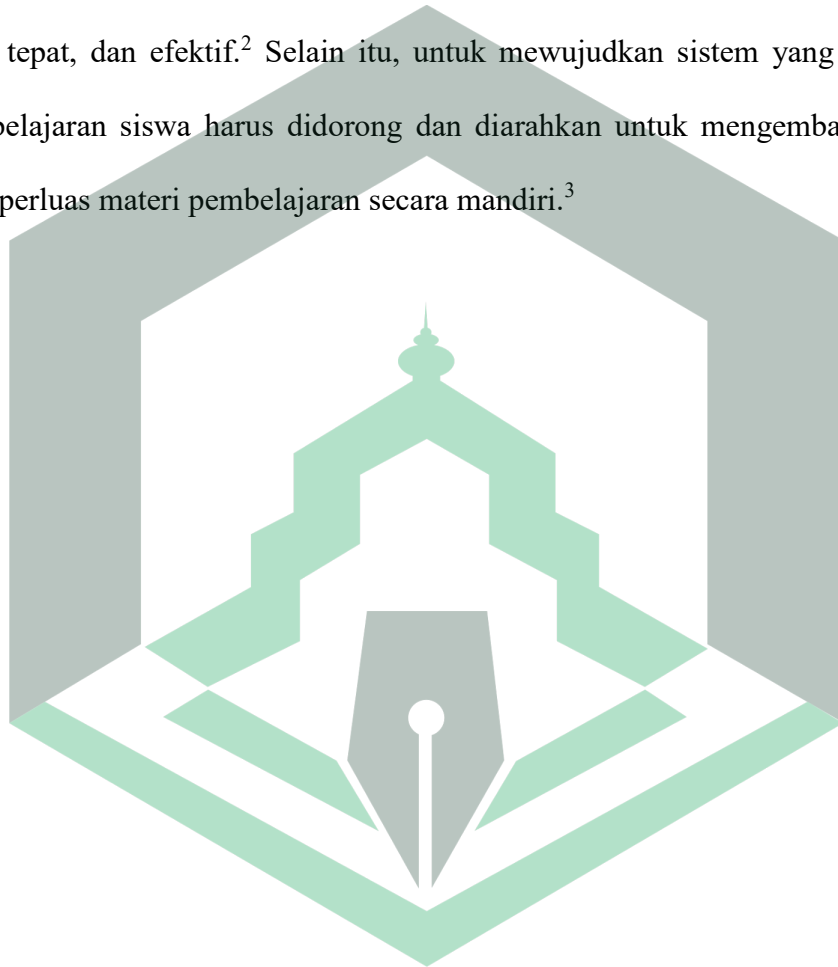 tepat, dan efektif.² Selain itu, untuk mewujudkan sistem yang
belajaran siswa harus didorong dan diarahkan untuk mengemba
perluas materi pembelajaran secara mandiri.³